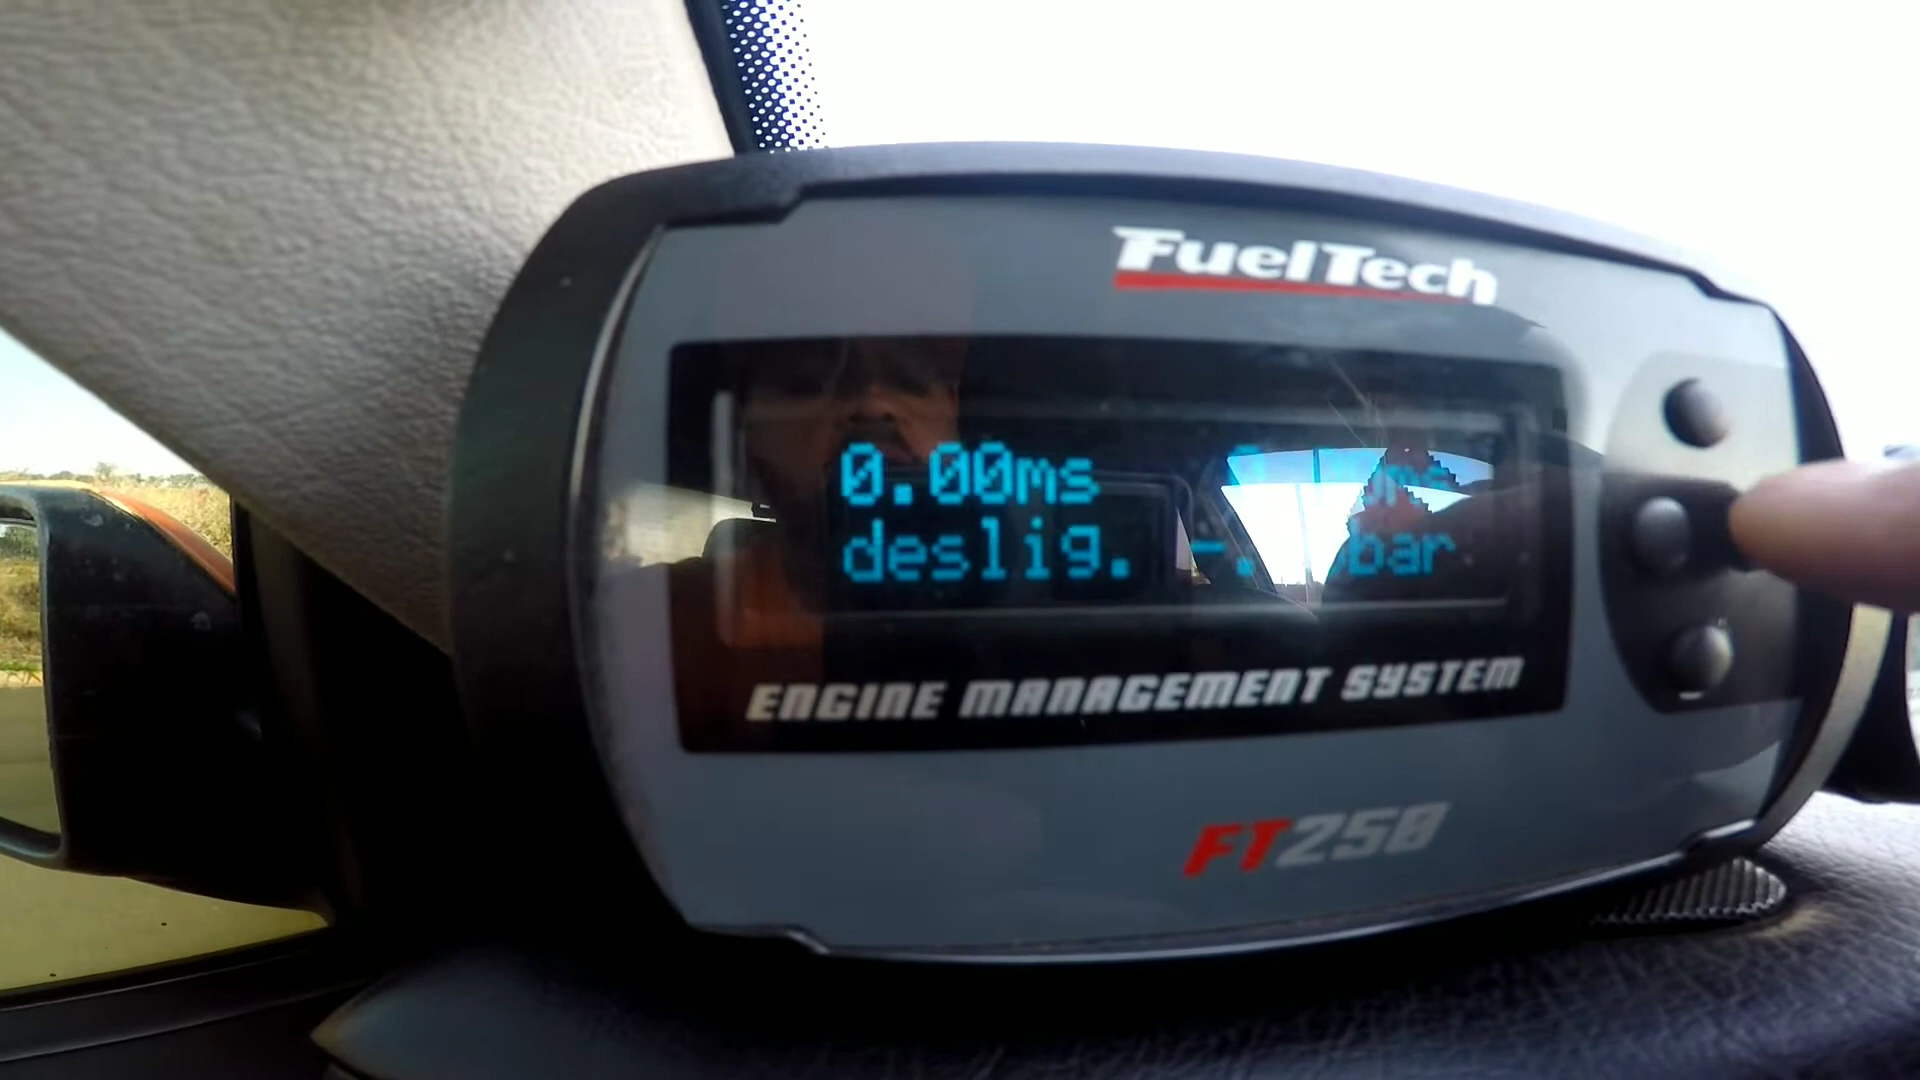 FuelTech
0.00ms
deslig. bar
ENGINE MANAGEMENT SYSTEM
FT250